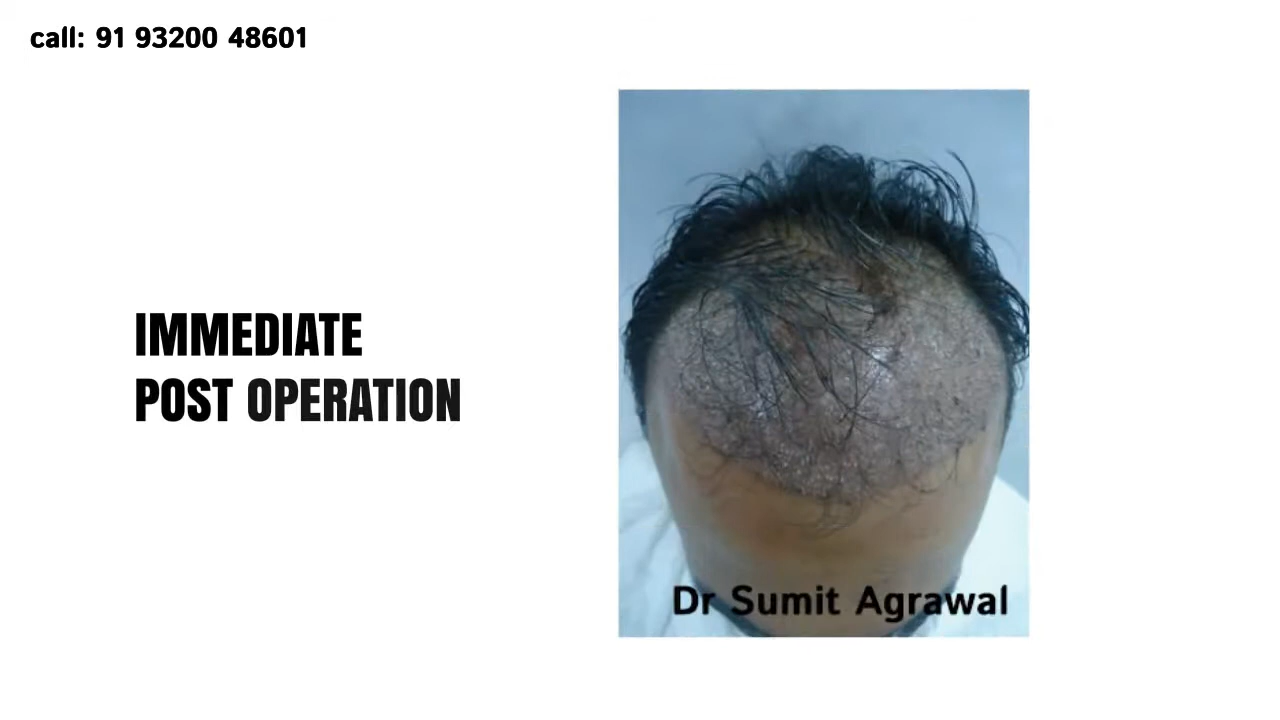 call: 91 93200 48601
IMMEDIATE
POST OPERATION
Dr Sumit Agrawal